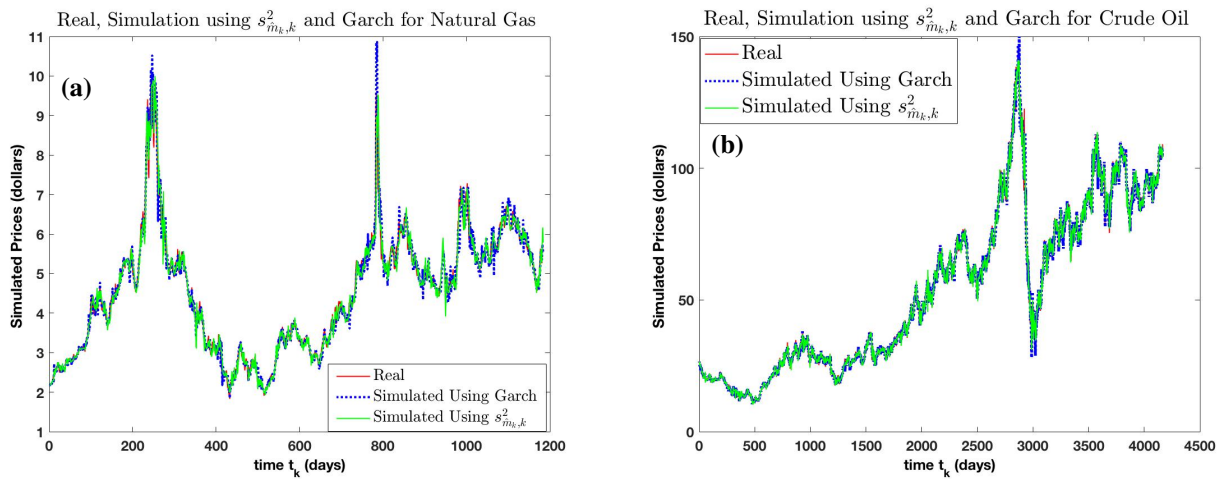 Real, Simulation using $s^2_{\hat{m}_k,k}$ and Garch for Natural Gas
11
10
9
8
7
6
5
4
3
2
1
Simulated Prices (dollars)
(a)
Real
Simulated Using Garch
Simulated Using $s^2_{\hat{m}_k,k}$
0
200
400
600
800
1000
1200
time t_k (days)
Real, Simulation using $s^2_{\hat{m}_k,k}$ and Garch for Crude Oil
150
100
50
0
Simulated Prices (dollars)
Real
Simulated Using Garch
Simulated Using $s^2_{\hat{m}_k,k}$
(b)
0
500
1000
1500
2000
2500
3000
3500
4000
4500
time t_k (days)